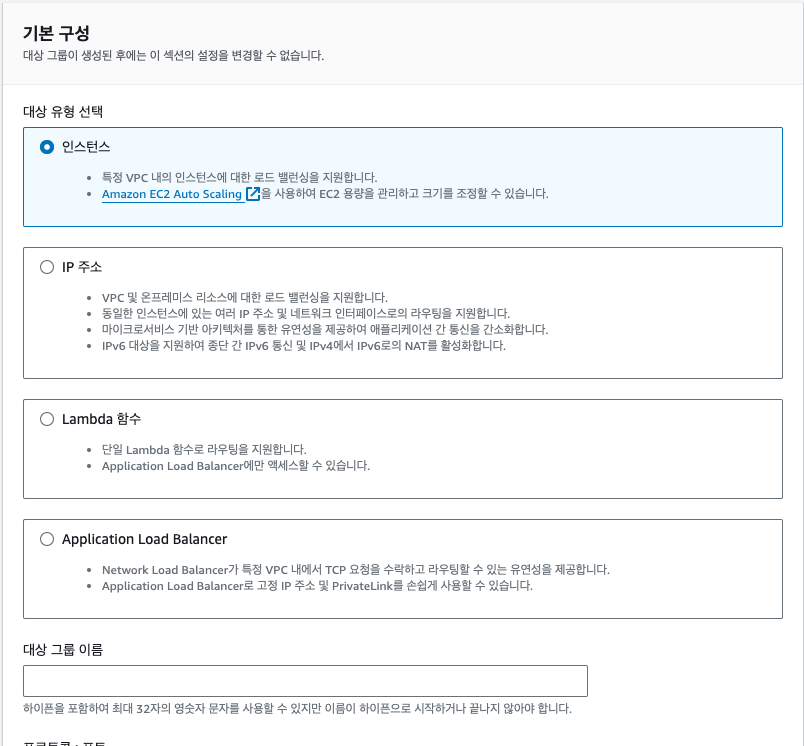 기본 구성
대상 그룹이 생성된 후에는 이 섹션의 설정을 변경할 수 없습니다.
대상 유형 선택
인스턴스
특정 VPC 내의 인스턴스에 대한 로드 밸런싱을 지원합니다.
Amazon EC2 Auto Scaling 을 사용하여 EC2 용량을 관리하고 크기를 조정할 수 있습니다.
IP 주소
VPC 및 온프레미스 리소스에 대한 로드 밸런싱을 지원합니다.
동일한 인스턴스에 있는 여러 IP 주소 및 네트워크 인터페이스로의 라우팅을 지원합니다.
마이크로서비스 기반 아키텍처를 통한 유연성을 제공하여 애플리케이션 간 통신을 간소화합니다.
IPv6 대상을 지원하여 종단 간 IPv6 통신 및 IPv4에서 IPv6로의 NAT를 활성화합니다.
Lambda 함수
단일 Lambda 함수로 라우팅을 지원합니다.
Application Load Balancer에만 액세스할 수 있습니다.
Application Load Balancer
Network Load Balancer가 특정 VPC 내에서 TCP 요청을 수락하고 라우팅할 수 있는 유연성을 제공합니다.
Application Load Balancer로 고정 IP 주소 및 PrivateLink를 손쉽게 사용할 수 있습니다.
대상 그룹 이름
하이픈을 포함하여 최대 32자의 영숫자 문자를 사용할 수 있지만 이름이 하이픈으로 시작하거나 끝나지 않아야 합니다.